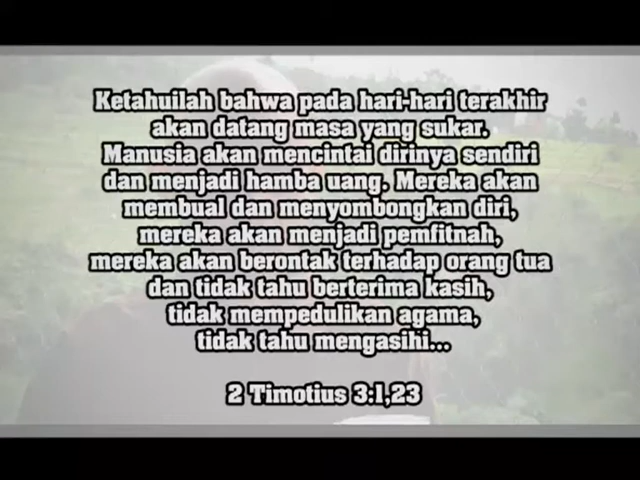 Ketahuilah bahwa pada hari-hari terakhir
akan datang masa yang sukar.
Manusia akan mencintai dirinya sendiri
dan menjadi hamba uang. Mereka akan
membual dan menyombongkan diri,
mereka akan menjadi pemfitnah,
mereka akan berontak terhadap orang tua
dan tidak tahu berterima kasih,
tidak mempedulikan agama,
tidak tahu mengasihi...
2 Timotius 3:1,23